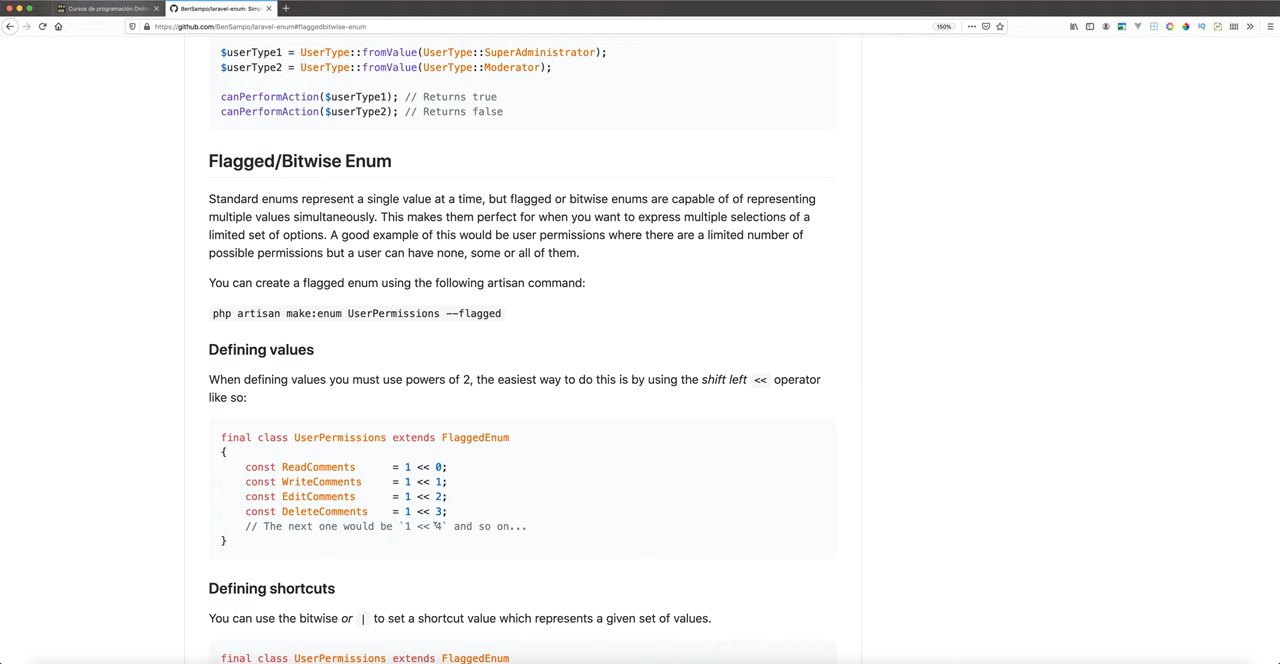 Cursos de programación Onlin
BenSampo/laravel-enum: Simpl
https://github.com/BenSampo/laravel-enum#flaggedbitwise-enum
150%
$userType1 = UserType::fromValue(UserType::SuperAdministrator);
$userType2 = UserType::fromValue(UserType::Moderator);
canPerformAction($userType1); // Returns true
canPerformAction($userType2); // Returns false
Flagged/Bitwise Enum
Standard enums represent a single value at a time, but flagged or bitwise enums are capable of of representing
multiple values simultaneously. This makes them perfect for when you want to express multiple selections of a
limited set of options. A good example of this would be user permissions where there are a limited number of
possible permissions but a user can have none, some or all of them.
You can create a flagged enum using the following artisan command:
php artisan make:enum UserPermissions --flagged
Defining values
When defining values you must use powers of 2, the easiest way to do this is by using the shift left << operator
like so:
final class UserPermissions extends FlaggedEnum
{
const ReadComments = 1 << 0;
const WriteComments = 1 << 1;
const EditComments = 1 << 2;
const DeleteComments = 1 << 3;
// The next one would be `1 << 4` and so on...
}
Defining shortcuts
You can use the bitwise or | to set a shortcut value which represents a given set of values.
final class UserPermissions extends FlaggedEnum